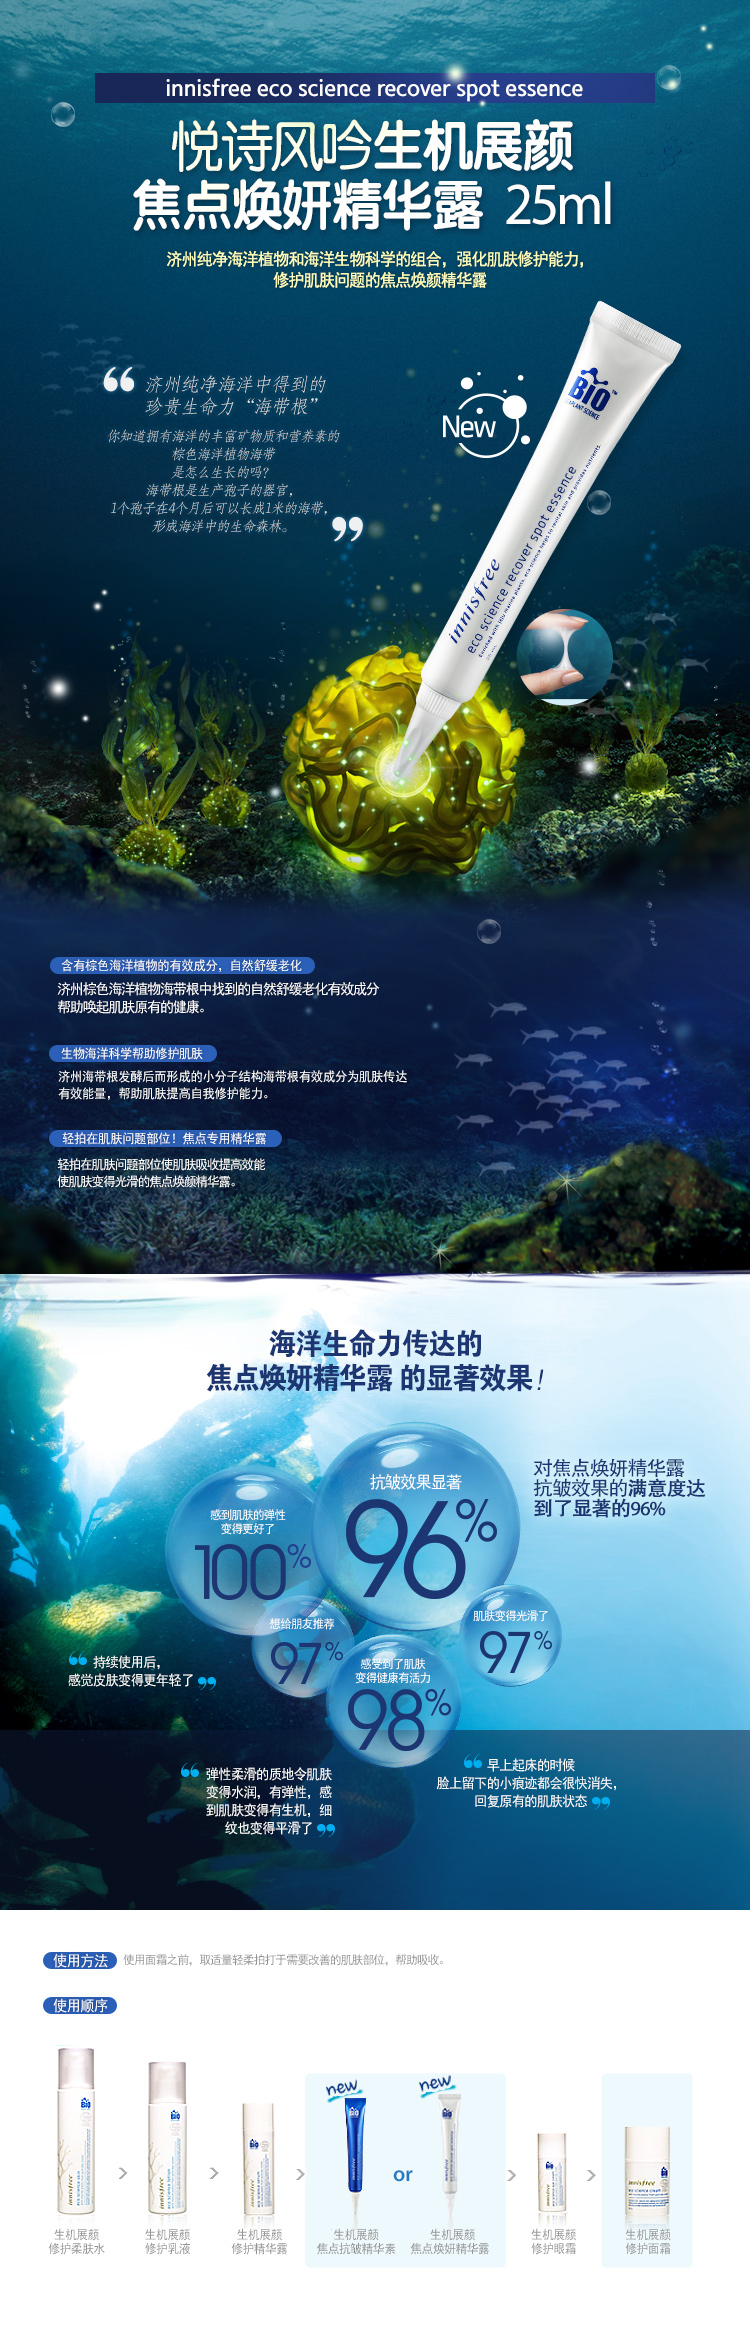 innisfree eco science recover spot essence
悦诗风吟生机展颜
焦点焕妍精华露 25ml
济州纯净海洋植物和海洋生物科学的组合，强化肌肤修护能力，
修护肌肤问题的焦点焕颜精华露
“ 济州纯净海洋中得到的
珍贵生命力“海带根”
你知道拥有海洋的丰富矿物质和营养素的
棕色海洋植物海带
是怎么生长的吗？
海带根是生产孢子的器官，
1个孢子在4个月后可以长成1米的海带，
形成海洋中的生命森林。 ”
New
BIO
PLANT SCIENCE
innisfree
eco science recover spot essence
含有棕色海洋植物的有效成分，自然舒缓老化
济州棕色海洋植物海带根中找到的自然舒缓老化有效成分
帮助唤起肌肤原有的健康。
生物海洋科学帮助修护肌肤
济州海带根发酵后而形成的小分子结构海带根有效成分为肌肤传达
有效能量，帮助肌肤提高自我修护能力。
轻拍在肌肤问题部位！焦点专用精华露
轻拍在肌肤问题部位使肌肤吸收提高效能
使肌肤变得光滑的焦点焕颜精华露。
海洋生命力传达的
焦点焕妍精华露 的显著效果！
对焦点焕妍精华露
抗皱效果的满意度达
到了显著的96%
抗皱效果显著
96%
感到肌肤的弹性
变得更好了
100%
想给朋友推荐
97%
感受到了肌肤
变得健康有活力
98%
肌肤变得光滑了
97%
“ 持续使用后，
感觉皮肤变得更年轻了 ”
“ 弹性柔滑的质地令肌肤
变得水润，有弹性，感
到肌肤变得有生机，细
纹也变得平滑了 ”
“ 早上起床的时候
脸上留下的小痕迹都会很快消失，
回复原有的肌肤状态 ”
使用方法 使用面霜之前，取适量轻柔拍打于需要改善的肌肤部位，帮助吸收。
使用顺序
new
new
or
生机展颜
修护柔肤水
生机展颜
修护乳液
生机展颜
修护精华露
生机展颜
焦点抗皱精华素
生机展颜
焦点焕妍精华露
生机展颜
修护眼霜
生机展颜
修护面霜